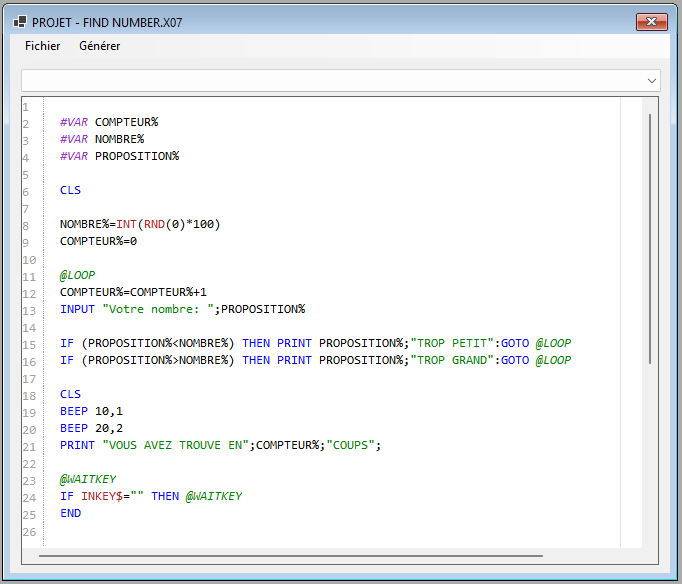 PROJET - FIND NUMBER.X07
Fichier Générer
1
2 #VAR COMPTEUR%
3 #VAR NOMBRE%
4 #VAR PROPOSITION%
5
6 CLS
7
8 NOMBRE%=INT(RND(0)*100)
9 COMPTEUR%=0
10
11 @LOOP
12 COMPTEUR%=COMPTEUR%+1
13 INPUT "Votre nombre: ";PROPOSITION%
14
15 IF (PROPOSITION%<NOMBRE%) THEN PRINT PROPOSITION%;"TROP PETIT":GOTO @LOOP
16 IF (PROPOSITION%>NOMBRE%) THEN PRINT PROPOSITION%;"TROP GRAND":GOTO @LOOP
17
18 CLS
19 BEEP 10,1
20 BEEP 20,2
21 PRINT "VOUS AVEZ TROUVE EN";COMPTEUR%;"COUPS";
22
23 @WAITKEY
24 IF INKEY$="" THEN @WAITKEY
25 END
26